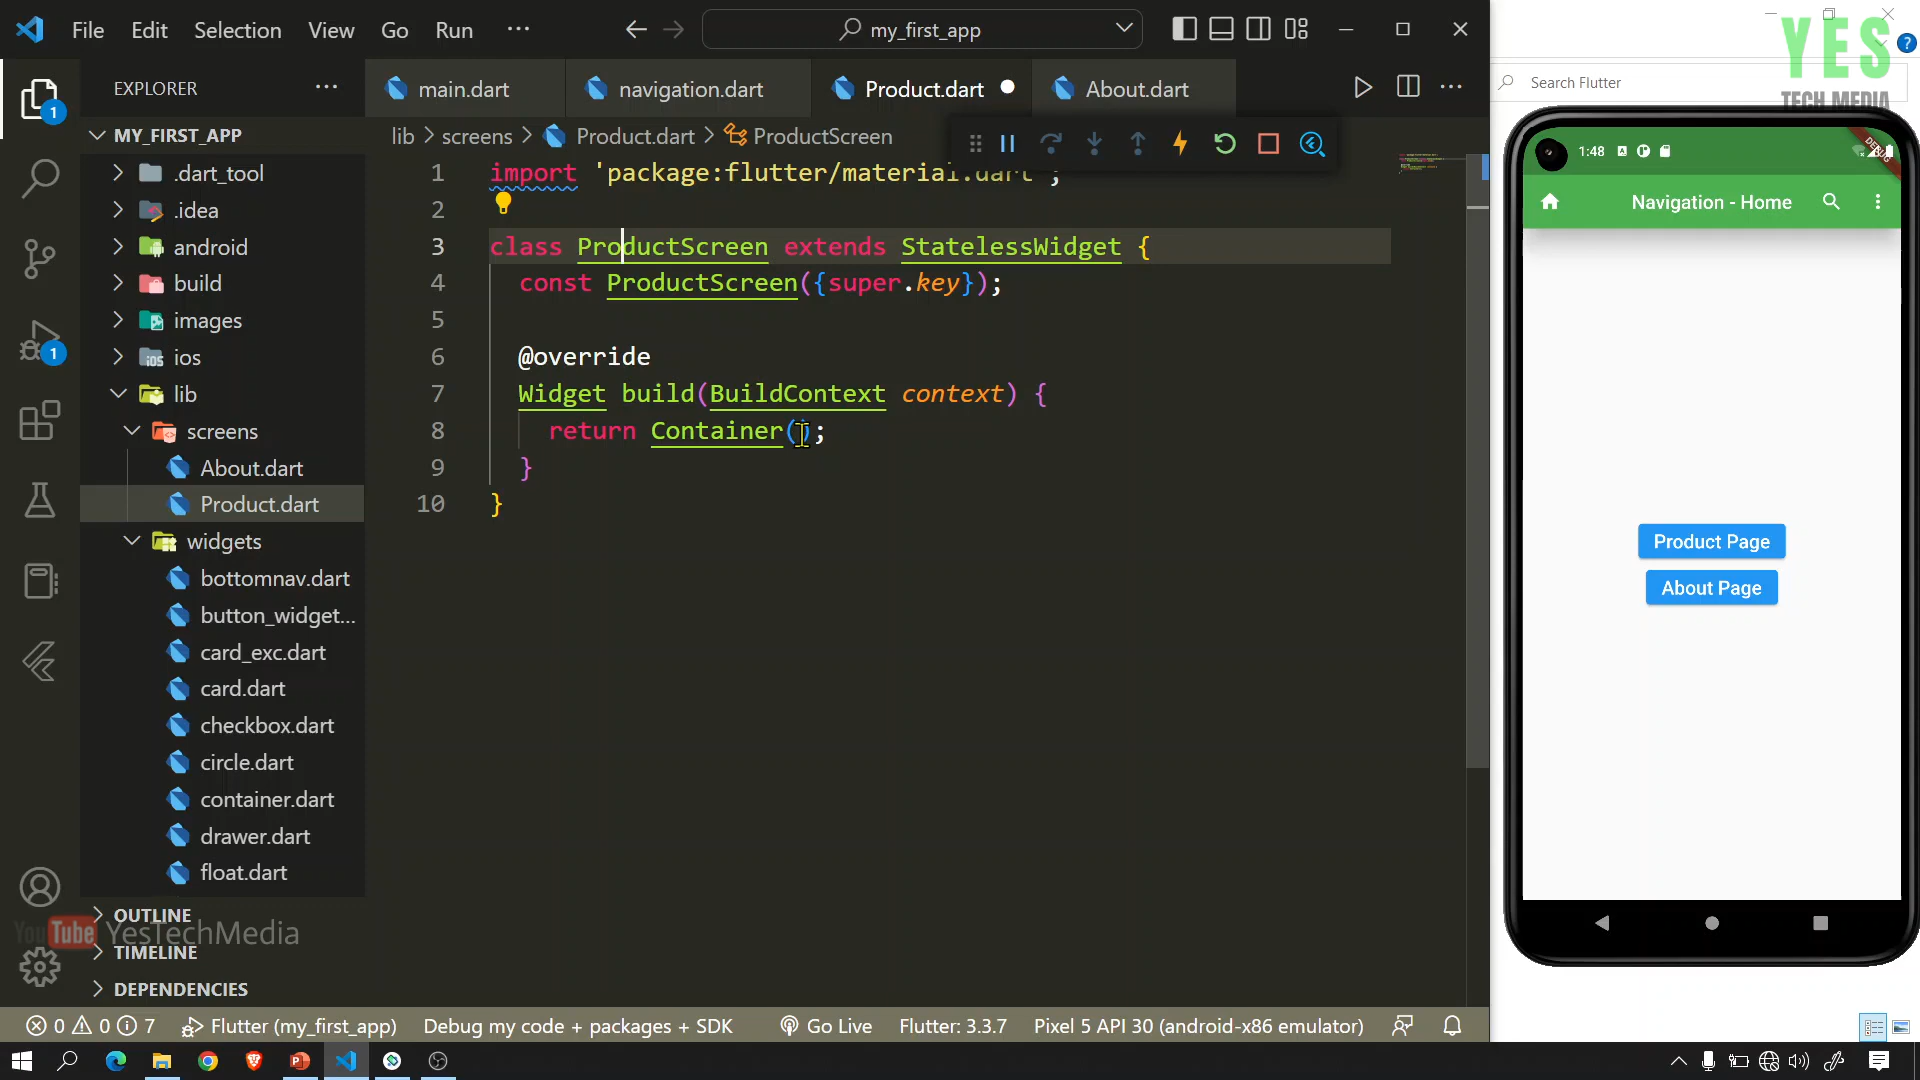 File Edit Selection View Go Run ··· my_first_app
EXPLORER ···
MY_FIRST_APP
.dart_tool
.idea
android
build
images
ios
lib
screens
About.dart
Product.dart
widgets
bottomnav.dart
button_widget...
card_exc.dart
card.dart
checkbox.dart
circle.dart
container.dart
drawer.dart
float.dart
OUTLINE
TIMELINE
DEPENDENCIES
1
1
main.dart navigation.dart Product.dart About.dart
lib > screens > Product.dart > ProductScreen
1 import 'package:flutter/material.dart';
2
3 class ProductScreen extends StatelessWidget {
4 const ProductScreen({super.key});
5
6 @override
7 Widget build(BuildContext context) {
8 return Container();
9 }
10 }
YouTube YesTechMedia
0 0 7 Flutter (my_first_app) Debug my code + packages + SDK Go Live Flutter: 3.3.7 Pixel 5 API 30 (android-x86 emulator)
YES
TECH MEDIA
Search Flutter
1:48
DEBUG
Navigation - Home
Product Page
About Page